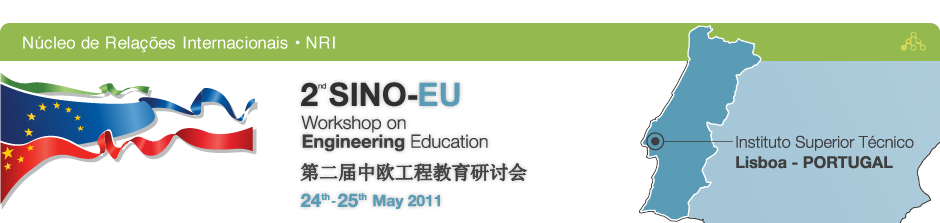 Núcleo de Relações Internacionais • NRI
2nd SINO-EU
Workshop on
Engineering Education
第二届中欧工程教育研讨会
24th - 25th May 2011
Instituto Superior Técnico
Lisboa - PORTUGAL